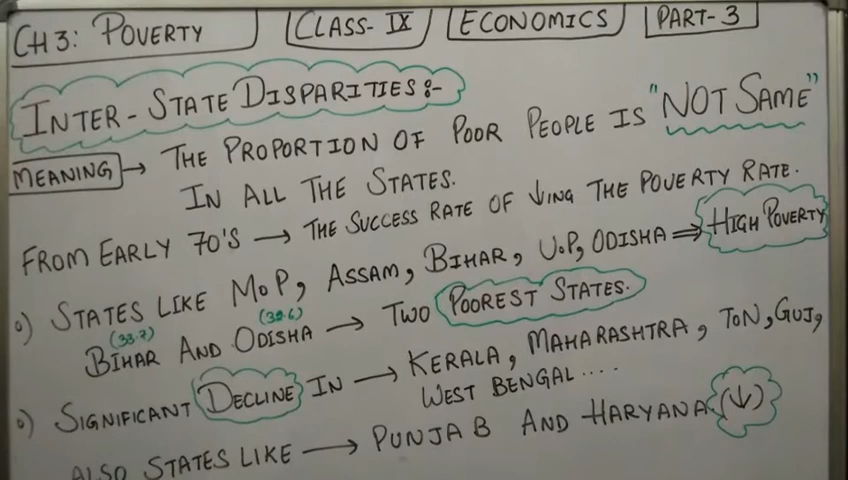 CH 3: POVERTY CLASS- IX ECONOMICS PART- 3
INTER - STATE DISPARITIES :-
MEANING → THE PROPORTION OF POOR PEOPLE IS "NOT SAME"
IN ALL THE STATES.
FROM EARLY 70'S → THE SUCCESS RATE OF ↓ING THE POVERTY RATE.
o) STATES LIKE M.P, ASSAM, BIHAR, U.P, ODISHA ⇒ HIGH POVERTY
(33.7) (32.6)
BIHAR AND ODISHA → TWO POOREST STATES.
o) SIGNIFICANT DECLINE IN → KERALA, MAHARASHTRA, T.N, GUJ,
WEST BENGAL ....
ALSO STATES LIKE → PUNJAB AND HARYANA. (↓)